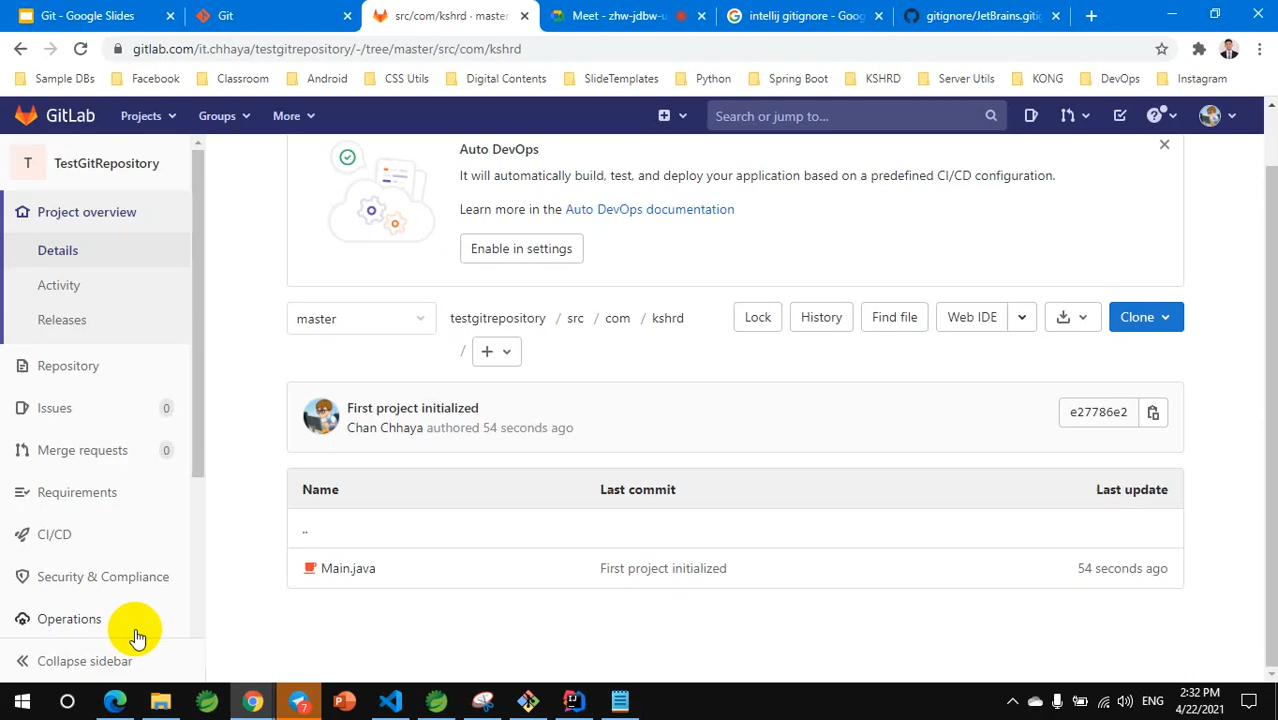 Git - Google Slides
Git
src/com/kshrd · master
Meet - zhw-jdbw-u
intellij gitignore - Goog
gitignore/JetBrains.giti
gitlab.com/it.chhaya/testgitrepository/-/tree/master/src/com/kshrd
Sample DBs
Facebook
Classroom
Android
CSS Utils
Digital Contents
SlideTemplates
Python
Spring Boot
KSHRD
Server Utils
KONG
DevOps
Instagram
GitLab
Projects
Groups
More
Search or jump to...
T
TestGitRepository
Project overview
Details
Activity
Releases
Repository
Issues 0
Merge requests 0
Requirements
CI/CD
Security & Compliance
Operations
Collapse sidebar
Auto DevOps
It will automatically build, test, and deploy your application based on a predefined CI/CD configuration.
Learn more in the Auto DevOps documentation
Enable in settings
master
testgitrepository / src / com / kshrd
/ +
Lock
History
Find file
Web IDE
Clone
First project initialized
Chan Chhaya authored 54 seconds ago
e27786e2
Name Last commit Last update
..
Main.java First project initialized 54 seconds ago
7
ENG
2:32 PM
4/22/2021